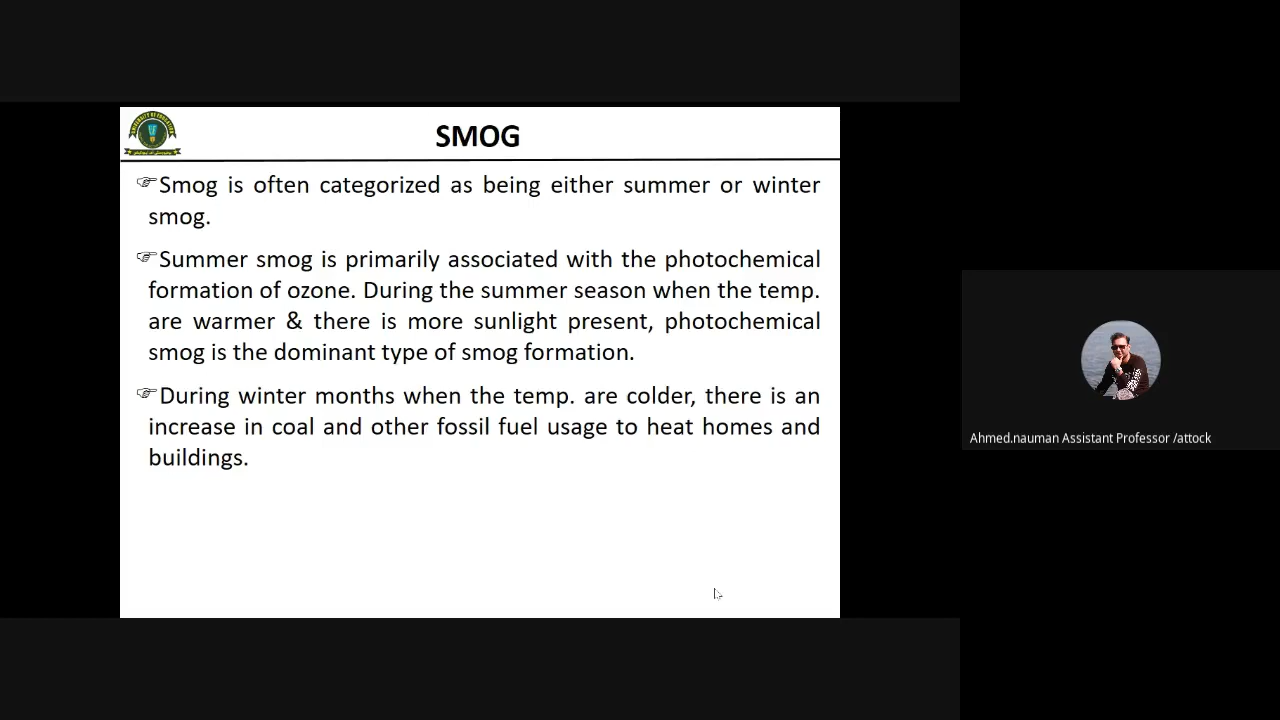 UNIVERSITY OF EDUCATION
SMOG
Smog is often categorized as being either summer or winter
smog.
Summer smog is primarily associated with the photochemical
formation of ozone. During the summer season when the temp.
are warmer & there is more sunlight present, photochemical
smog is the dominant type of smog formation.
During winter months when the temp. are colder, there is an
increase in coal and other fossil fuel usage to heat homes and
buildings.
Ahmed.nauman Assistant Professor /attock